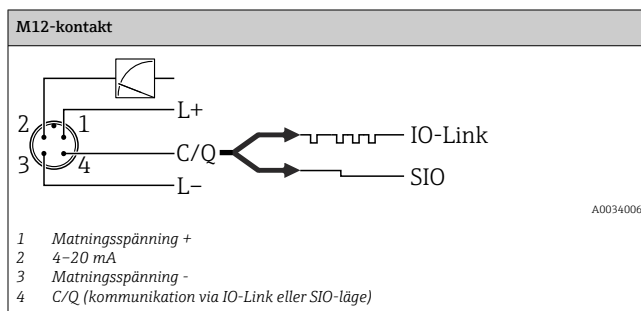 M12-kontakt
L+
2 1
C/Q
IO-Link
3 4
L–
SIO
A0034006
1 Matningsspänning +
2 4–20 mA
3 Matningsspänning -
4 C/Q (kommunikation via IO-Link eller SIO-läge)